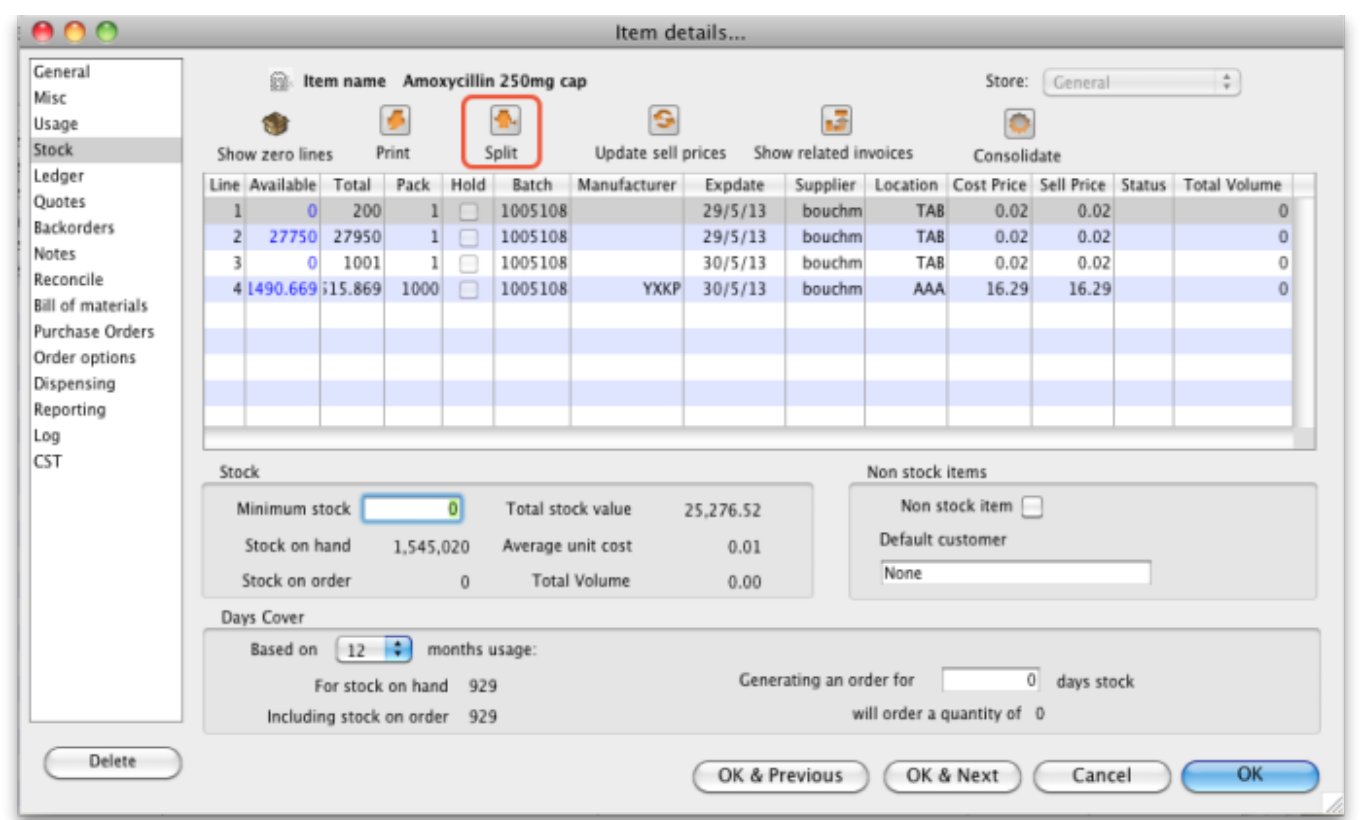 Item details...
General
Misc
Usage
Stock
Ledger
Quotes
Backorders
Notes
Reconcile
Bill of materials
Purchase Orders
Order options
Dispensing
Reporting
Log
CST
Delete
Item name Amoxycillin 250mg cap Store: General
Show zero lines Print Split Update sell prices Show related invoices Consolidate
Line Available Total Pack Hold Batch Manufacturer Expdate Supplier Location Cost Price Sell Price Status Total Volume
1 0 200 1 1005108 29/5/13 bouchm TAB 0.02 0.02 0
2 27750 27950 1 1005108 29/5/13 bouchm TAB 0.02 0.02 0
3 0 1001 1 1005108 30/5/13 bouchm TAB 0.02 0.02 0
4 1490.669 515.869 1000 1005108 YXKP 30/5/13 bouchm AAA 16.29 16.29 0
Stock
Minimum stock 0 Total stock value 25,276.52
Stock on hand 1,545,020 Average unit cost 0.01
Stock on order 0 Total Volume 0.00
Non stock items
Non stock item
Default customer
None
Days Cover
Based on 12 months usage:
For stock on hand 929
Including stock on order 929
Generating an order for 0 days stock
will order a quantity of 0
OK & Previous OK & Next Cancel OK